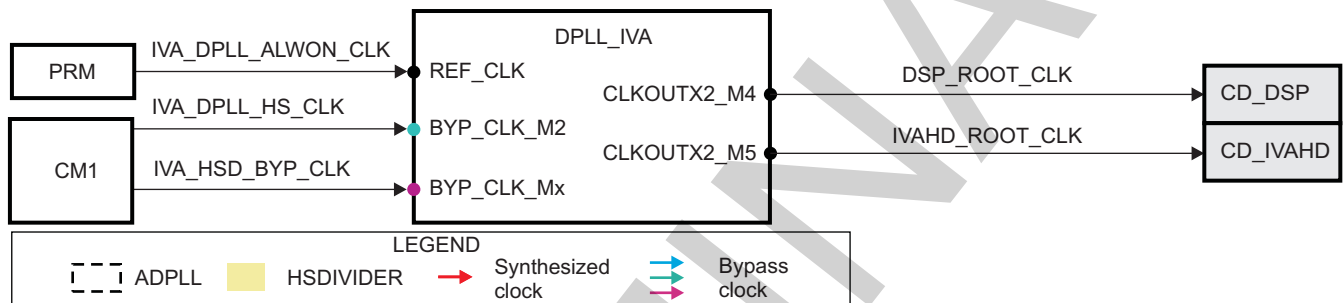 DPLL_IVA
PRM
IVA_DPLL_ALWON_CLK
REF_CLK
CM1
IVA_DPLL_HS_CLK
BYP_CLK_M2
IVA_HSD_BYP_CLK
BYP_CLK_Mx
CLKOUTX2_M4
DSP_ROOT_CLK
CD_DSP
CLKOUTX2_M5
IVAHD_ROOT_CLK
CD_IVAHD
LEGEND
ADPLL
HSDIVIDER
Synthesized
clock
Bypass
clock